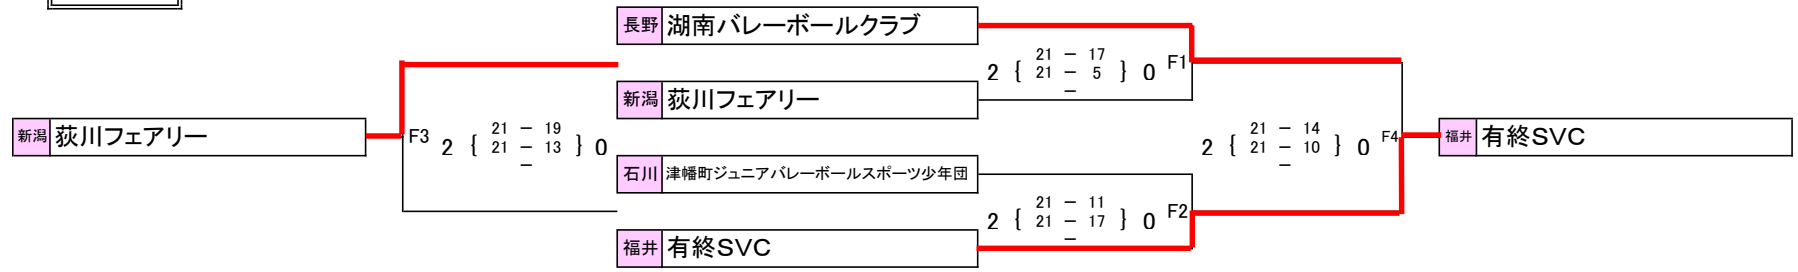 長野 湖南バレーボールクラブ
2 { 21 － 17 } 0 F1
21 － 5
－
新潟 荻川フェアリー
新潟 荻川フェアリー
F3 2 { 21 － 19 } 0
21 － 13
－
2 { 21 － 14 } 0 F4
21 － 10
－
福井 有終SVC
石川 津幡町ジュニアバレーボールスポーツ少年団
2 { 21 － 11 } 0 F2
21 － 17
－
福井 有終SVC